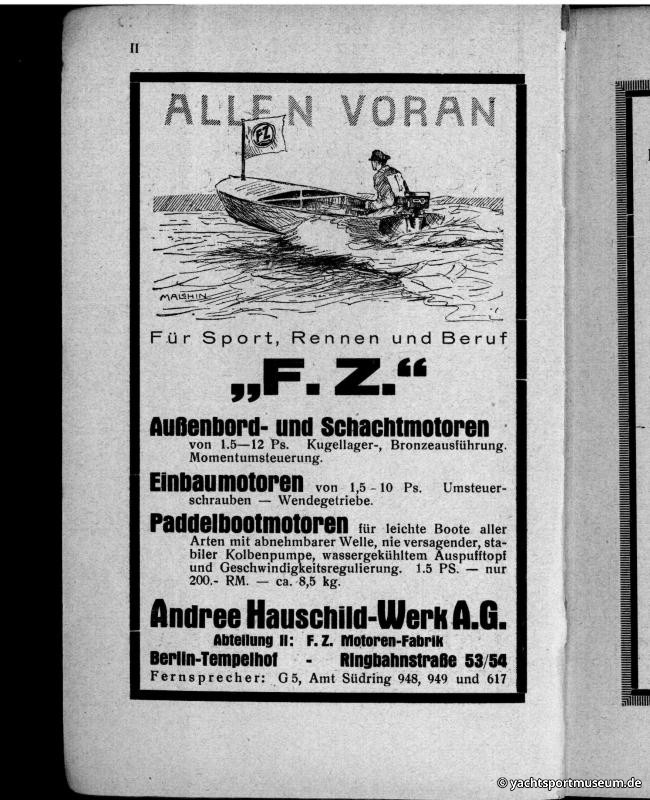 II
ALLEN VORAN
FZ
MALCHIN
Für Sport, Rennen und Beruf
„F. Z.“
Außenbord- und Schachtmotoren
von 1.5—12 Ps. Kugellager-, Bronzeausführung.
Momentumsteuerung.
Einbaumotoren von 1,5-10 Ps. Umsteuer-
schrauben — Wendegetriebe.
Paddelbootmotoren für leichte Boote aller
Arten mit abnehmbarer Welle, nie versagender, sta-
biler Kolbenpumpe, wassergekühltem Auspufftopf
und Geschwindigkeitsregulierung. 1.5 PS. — nur
200.- RM. — ca. 8,5 kg.
Andree Hauschild-Werk A.G.
Abteilung II: F. Z. Motoren-Fabrik
Berlin-Tempelhof - Ringbahnstraße 53/54
Fernsprecher: G 5, Amt Südring 948, 949 und 617
© yachtsportmuseum.de